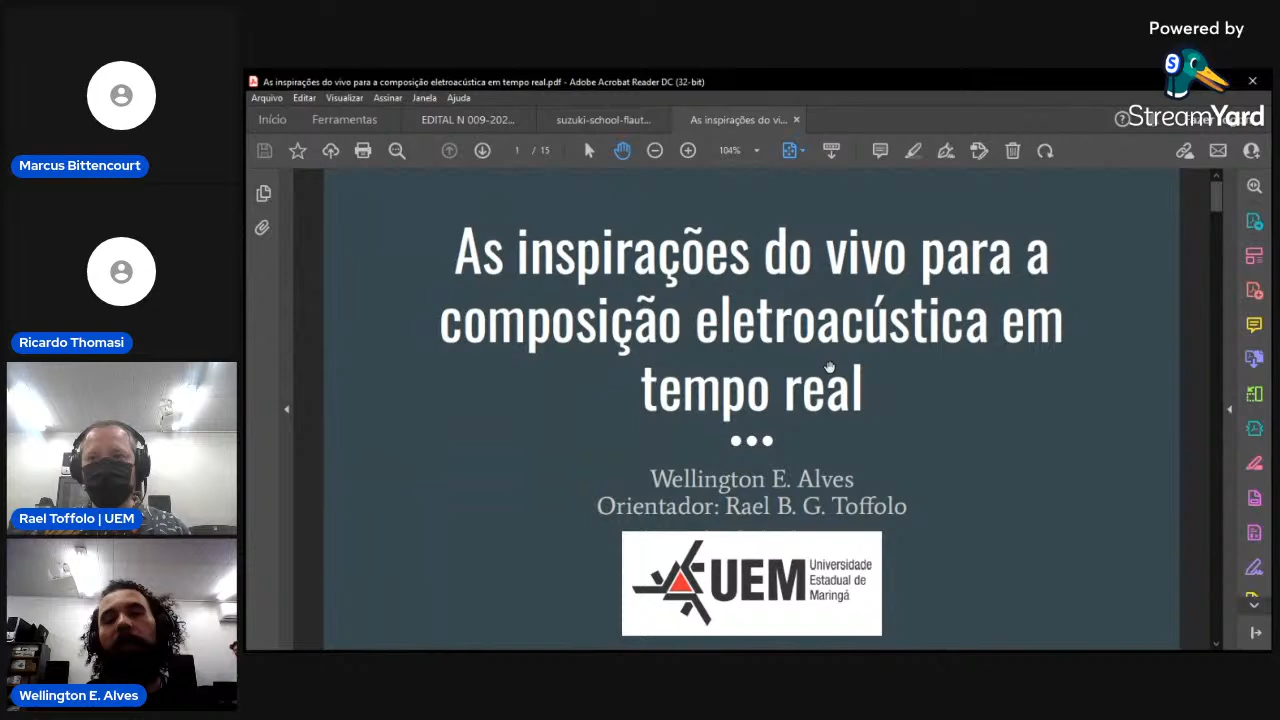 Powered by
StreamYard
As inspirações do vivo para a composição eletroacústica em tempo real.pdf - Adobe Acrobat Reader DC (32-bit)
Arquivo Editar Visualizar Assinar Janela Ajuda
Início Ferramentas EDITAL N 009-202... suzuki-school-flaut... As inspirações do vi...
1 / 15 104%
As inspirações do vivo para a
composição eletroacústica em
tempo real
Wellington E. Alves
Orientador: Rael B. G. Toffolo
UEM
Universidade
Estadual de
Maringá
Marcus Bittencourt
Ricardo Thomasi
Rael Toffolo | UEM
Wellington E. Alves